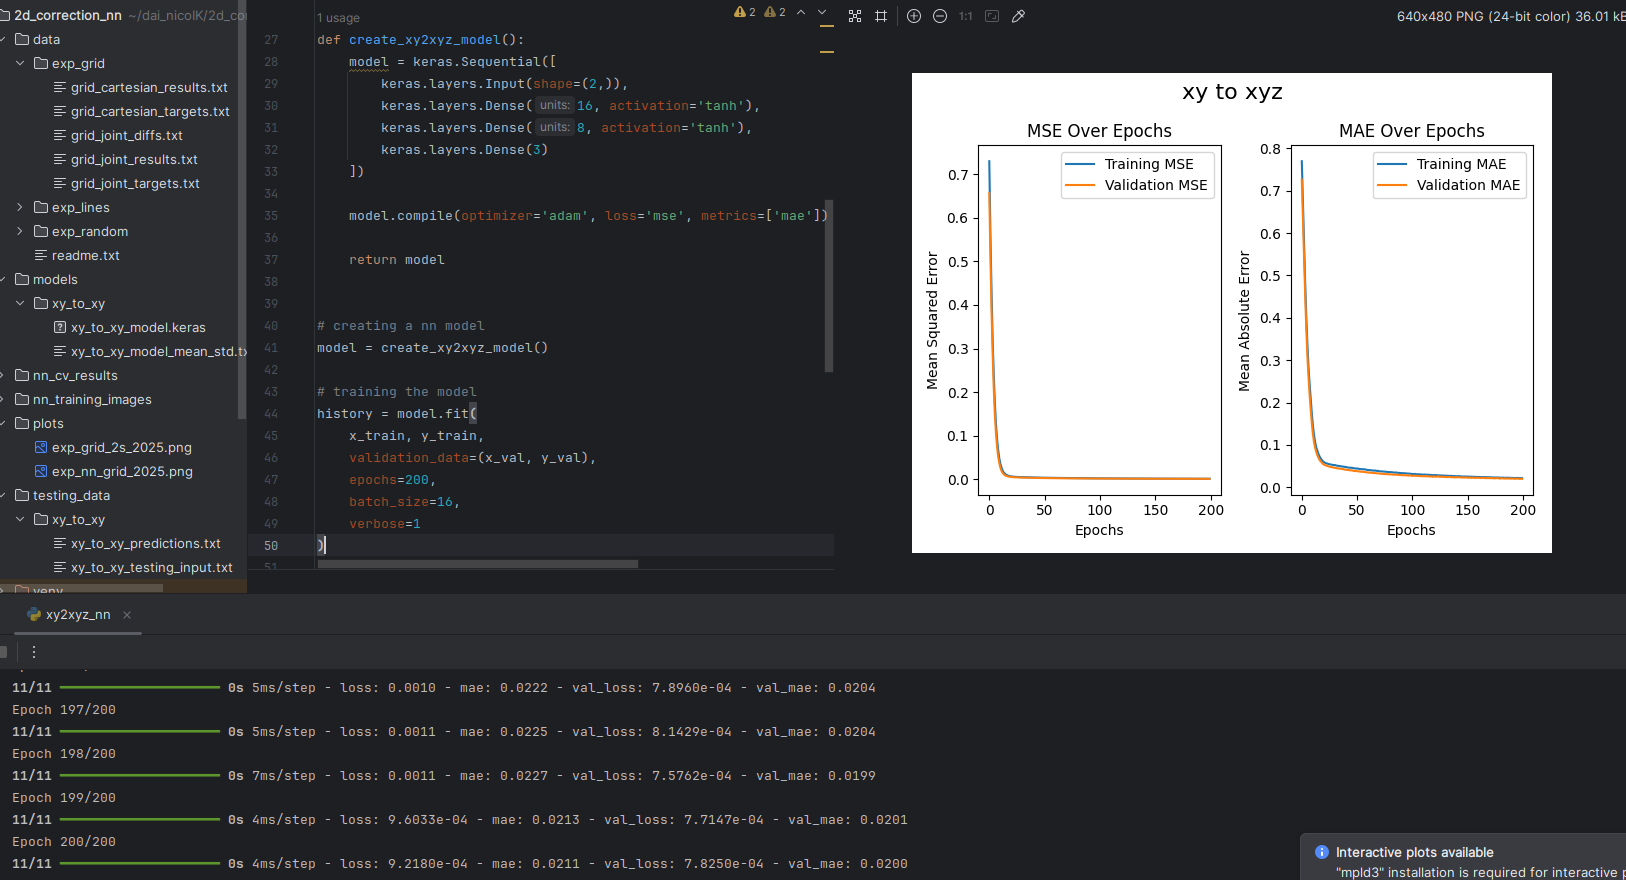 2d_correction_nn ~/dai_nicolK/2d_co
data
exp_grid
grid_cartesian_results.txt
grid_cartesian_targets.txt
grid_joint_diffs.txt
grid_joint_results.txt
grid_joint_targets.txt
exp_lines
exp_random
readme.txt
models
xy_to_xy
xy_to_xy_model.keras
xy_to_xy_model_mean_std.tx
nn_cv_results
nn_training_images
plots
exp_grid_2s_2025.png
exp_nn_grid_2025.png
testing_data
xy_to_xy
xy_to_xy_predictions.txt
xy_to_xy_testing_input.txt
venv
1 usage
2 2
27 def create_xy2xyz_model():
28 model = keras.Sequential([
29 keras.layers.Input(shape=(2,)),
30 keras.layers.Dense( units: 16, activation='tanh'),
31 keras.layers.Dense( units: 8, activation='tanh'),
32 keras.layers.Dense(3)
33 ])
34
35 model.compile(optimizer='adam', loss='mse', metrics=['mae'])
36
37 return model
38
39
40 # creating a nn model
41 model = create_xy2xyz_model()
42
43 # training the model
44 history = model.fit(
45 x_train, y_train,
46 validation_data=(x_val, y_val),
47 epochs=200,
48 batch_size=16,
49 verbose=1
50 )
51
1:1
640x480 PNG (24-bit color) 36.01 kB
xy to xyz
MSE Over Epochs
Training MSE
Validation MSE
Mean Squared Error
0.7
0.6
0.5
0.4
0.3
0.2
0.1
0.0
0 50 100 150 200
Epochs
MAE Over Epochs
Training MAE
Validation MAE
Mean Absolute Error
0.8
0.7
0.6
0.5
0.4
0.3
0.2
0.1
0.0
0 50 100 150 200
Epochs
xy2xyz_nn
11/11 0s 5ms/step - loss: 0.0010 - mae: 0.0222 - val_loss: 7.8960e-04 - val_mae: 0.0204
Epoch 197/200
11/11 0s 5ms/step - loss: 0.0011 - mae: 0.0225 - val_loss: 8.1429e-04 - val_mae: 0.0204
Epoch 198/200
11/11 0s 7ms/step - loss: 0.0011 - mae: 0.0227 - val_loss: 7.5762e-04 - val_mae: 0.0199
Epoch 199/200
11/11 0s 4ms/step - loss: 9.6033e-04 - mae: 0.0213 - val_loss: 7.7147e-04 - val_mae: 0.0201
Epoch 200/200
11/11 0s 4ms/step - loss: 9.2180e-04 - mae: 0.0211 - val_loss: 7.8250e-04 - val_mae: 0.0200
Interactive plots available
"mpld3" installation is required for interactive p